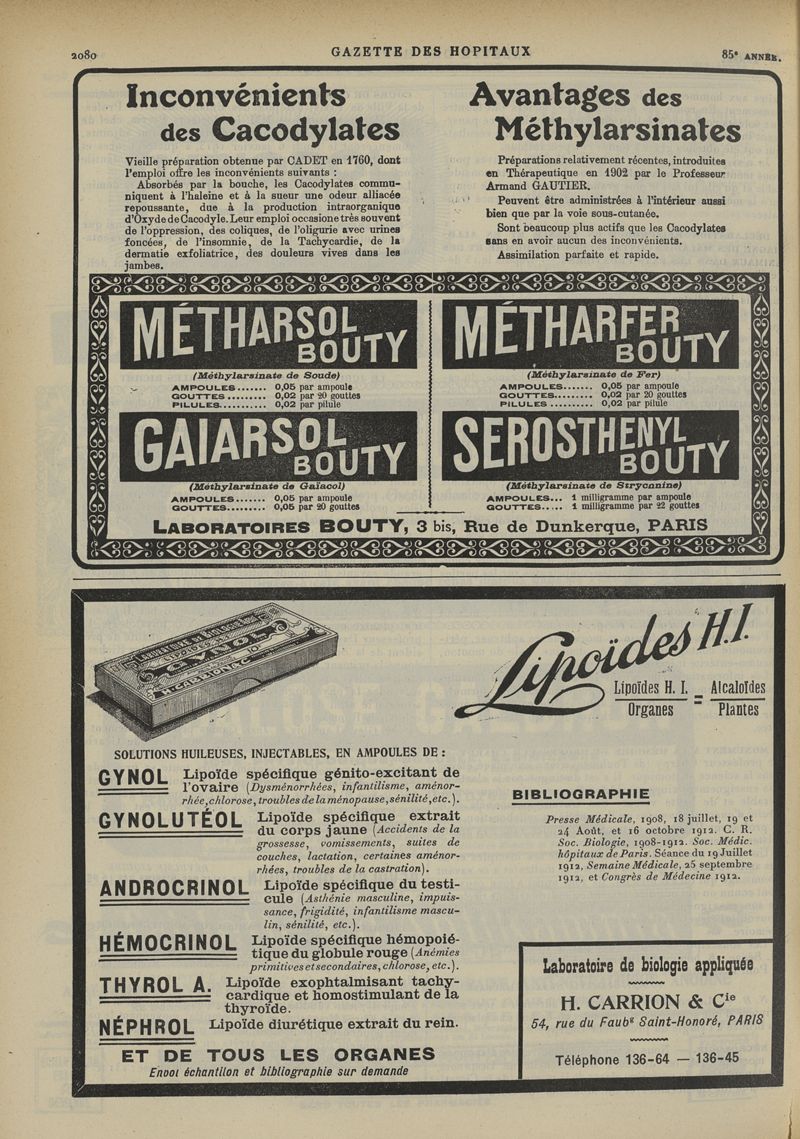 2080
GAZETTE DES HOPITAUX
85e ANNÉE.
Inconvénients
des Cacodylates
Vieille préparation obtenue par CADET en 1760, dont
l'emploi offre les inconvénients suivants :
Absorbés par la bouche, les Cacodylates commu-
niquent à l'haleine et à la sueur une odeur alliacée
repoussante, due à la production intraorganique
d'Oxyde de Cacodyle. Leur emploi occasione très souvent
de l'oppression, des coliques, de l'oligurie avec urines
foncées, de l'insomnie, de la Tachycardie, de la
dermatie exfoliatrice, des douleurs vives dans les
jambes.
Avantages des
Méthylarsinates
Préparations relativement récentes, introduites
en Thérapeutique en 1902 par le Professeur
Armand GAUTIER.
Peuvent être administrées à l'intérieur aussi
bien que par la voie sous-cutanée.
Sont beaucoup plus actifs que les Cacodylates
sans en avoir aucun des inconvénients.
Assimilation parfaite et rapide.
MÉTHARSOL
BOUTY
(Méthylarsinate de Soude)
AMPOULES....... 0,05 par ampoule
GOUTTES......... 0,02 par 20 gouttes
PILULES.......... 0,02 par pilule
MÉTHARFER
BOUTY
(Méthylarsinate de Fer)
AMPOULES....... 0,05 par ampoule
GOUTTES......... 0,02 par 20 gouttes
PILULES .......... 0,02 par pilule
GAIARSOL
BOUTY
(Méthylarsinate de Gaïacol)
AMPOULES....... 0,05 par ampoule
GOUTTES......... 0,05 par 20 gouttes
SEROSTHENYL
BOUTY
(Méthylarsinate de Strycnnine)
AMPOULES... 1 milligramme par ampoule
GOUTTES..... 1 milligramme par 22 gouttes
LABORATOIRES BOUTY, 3 bis, Rue de Dunkerque, PARIS
LABORATOIRE DE BIOLOGIE
GYNOL
H. CARRION & Cie
Lipoïdes H.I.
Lipoïdes H. I. = Alcaloïdes
Organes Plantes
SOLUTIONS HUILEUSES, INJECTABLES, EN AMPOULES DE :
GYNOL Lipoïde spécifique génito-excitant de
l'ovaire (Dysménorrhées, infantilisme, aménor-
rhée, chlorose, troubles de la ménopause, sénilité, etc.).
GYNOLUTÉOL Lipoïde spécifique extrait
du corps jaune (Accidents de la
grossesse, vomissements, suites de
couches, lactation, certaines aménor-
rhées, troubles de la castration).
ANDROCRINOL Lipoïde spécifique du testi-
cule (Asthénie masculine, impuis-
sance, frigidité, infantilisme mascu-
lin, sénilité, etc.).
HÉMOCRINOL Lipoïde spécifique hémopoié-
tique du globule rouge (Anémies
primitives et secondaires, chlorose, etc.).
THYROL A. Lipoïde exophtalmisant tachy-
cardique et homostimulant de la
thyroïde.
NÉPHROL Lipoïde diurétique extrait du rein.
ET DE TOUS LES ORGANES
Envoi échantilon et bibliographie sur demande
BIBLIOGRAPHIE
Presse Médicale, 1908, 18 juillet, 19 et
24 Août, et 16 octobre 1912. C. R.
Soc. Biologie, 1908-1912. Soc. Médic.
hôpitaux de Paris. Séance du 19 Juillet
1912, Semaine Médicale, 25 septembre
1912, et Congrès de Médecine 1912.
Laboratoire de biologie appliquée
H. CARRION & Cie
54, rue du Faubg Saint-Honoré, PARIS
Téléphone 136-64 — 136-45